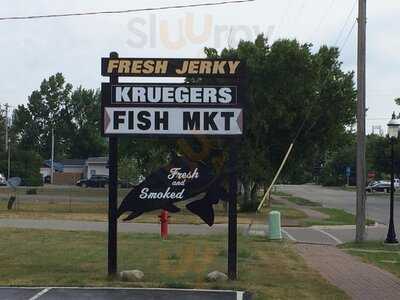 Sluurpy
FRESH JERKY
KRUEGERS
FISH MKT
Fresh
and
Smoked